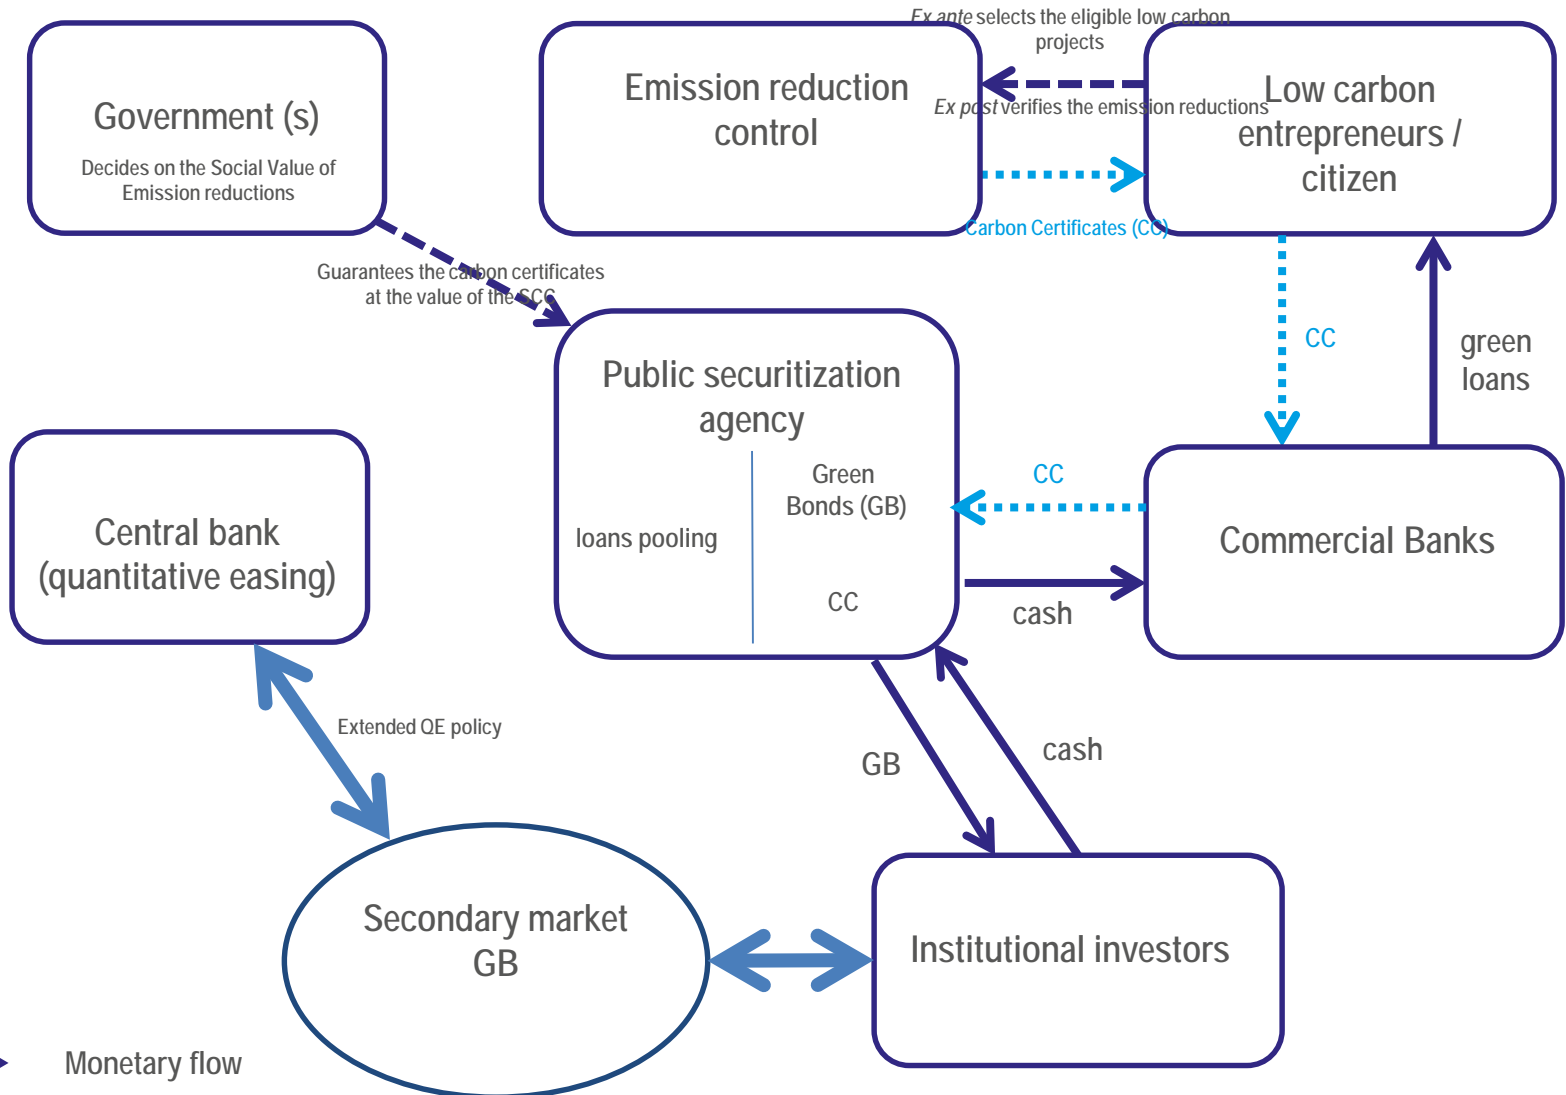 Ex ante selects the eligible low carbon
projects
Government (s)
Decides on the Social Value of
Emission reductions
Emission reduction
control
Ex post verifies the emission reductions
Low carbon
entrepreneurs /
citizen
Carbon Certificates (CC)
Guarantees the carbon certificates
at the value of the SCC
CC
green
loans
Public securitization
agency
loans pooling
Green
Bonds (GB)
CC
CC
cash
Commercial Banks
Central bank
(quantitative easing)
Extended QE policy
GB
cash
Secondary market
GB
Institutional investors
Monetary flow